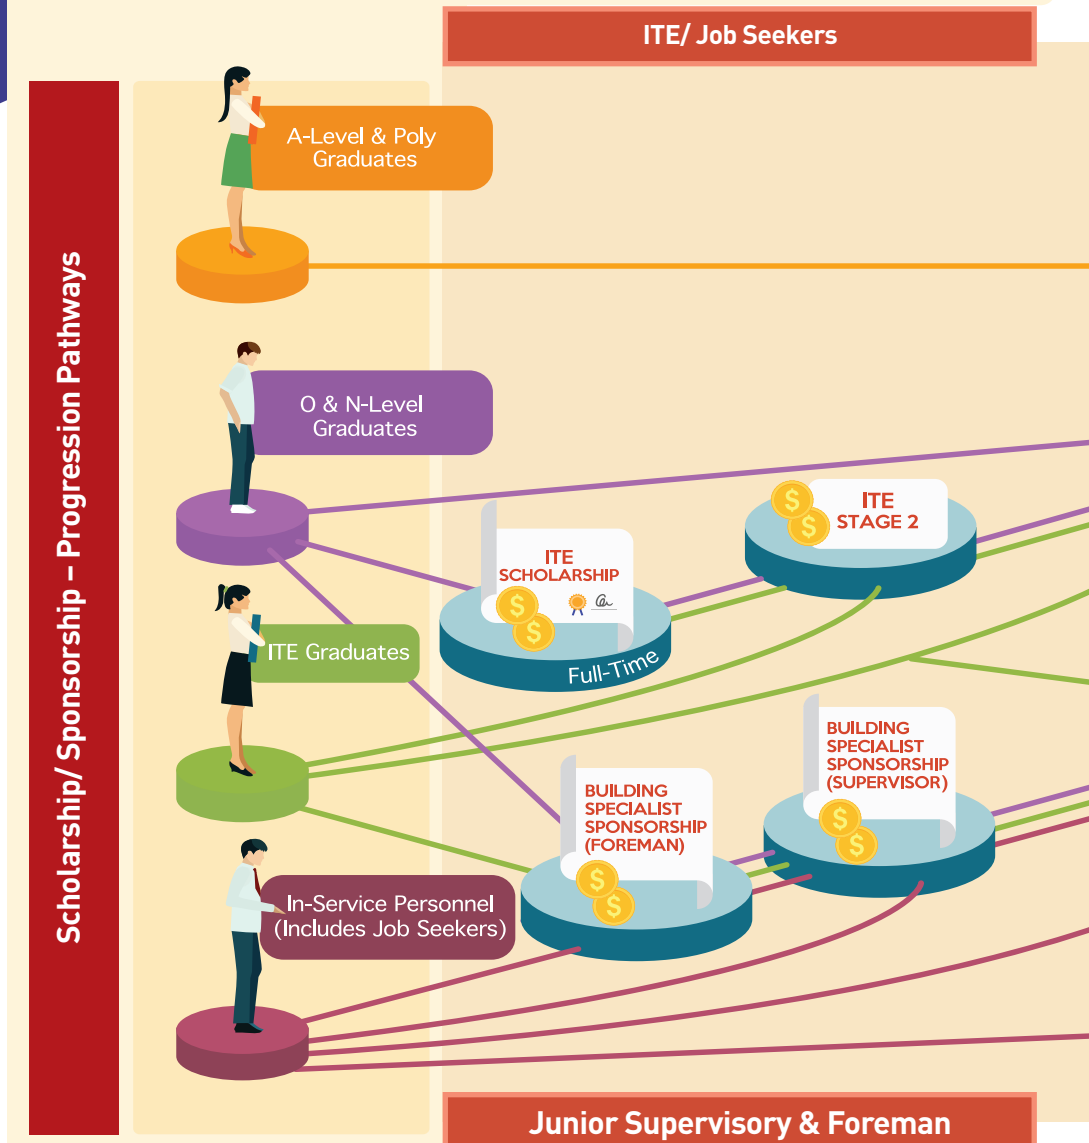 ITE/ Job Seekers
Scholarship/ Sponsorship – Progression Pathways
A-Level & Poly
Graduates
O & N-Level
Graduates
ITE
STAGE 2
$
$
ITE
SCHOLARSHIP
$
$
Full-Time
ITE Graduates
BUILDING
SPECIALIST
SPONSORSHIP
(SUPERVISOR)
$
$
BUILDING
SPECIALIST
SPONSORSHIP
(FOREMAN)
$
$
In-Service Personnel
(Includes Job Seekers)
Junior Supervisory & Foreman